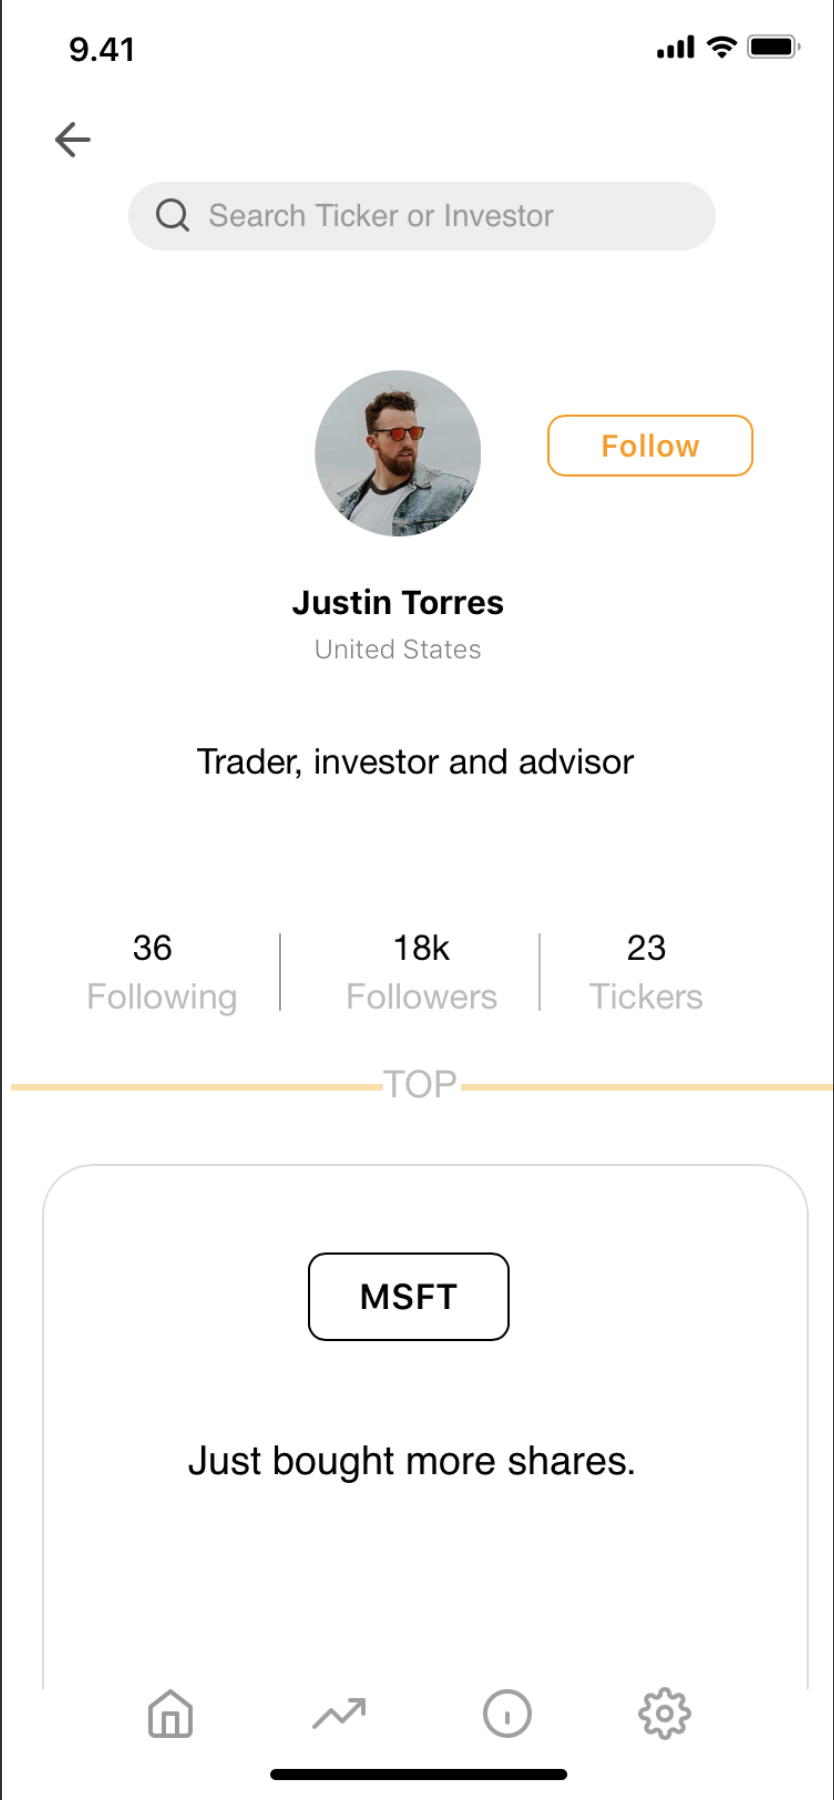 9.41
Search Ticker or Investor
Follow
Justin Torres
United States
Trader, investor and advisor
36 18k 23
Following Followers Tickers
TOP
MSFT
Just bought more shares.